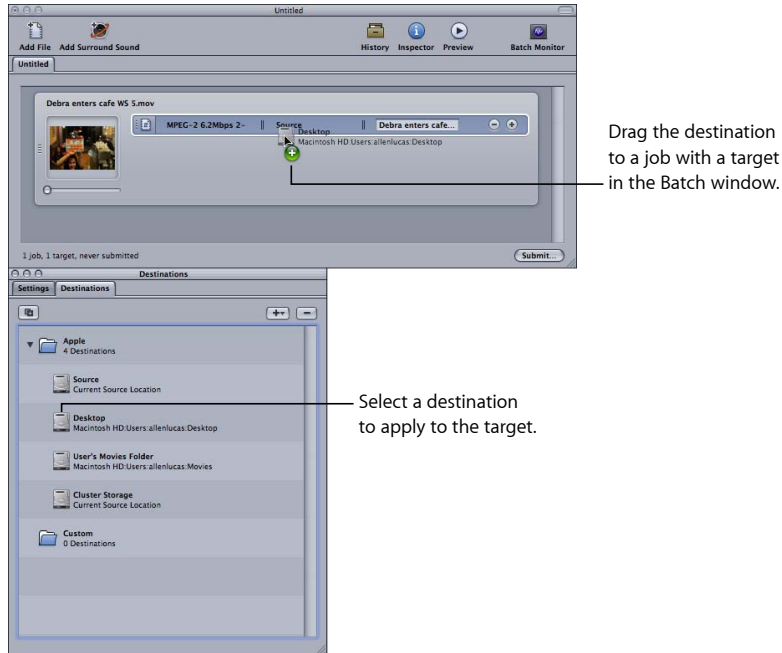 Untitled
Add File Add Surround Sound History Inspector Preview Batch Monitor
Untitled
Debra enters cafe WS 5.mov
MPEG-2 6.2Mbps 2- Source Debra enters cafe...
Desktop
Macintosh HD:Users:allenlucas:Desktop
Drag the destination
to a job with a target
in the Batch window.
1 job, 1 target, never submitted Submit...
Destinations
Settings Destinations
Apple
4 Destinations
Source
Current Source Location
Desktop
Macintosh HD:Users:allenlucas:Desktop
Select a destination
to apply to the target.
User's Movies Folder
Macintosh HD:Users:allenlucas:Movies
Cluster Storage
Current Source Location
Custom
0 Destinations